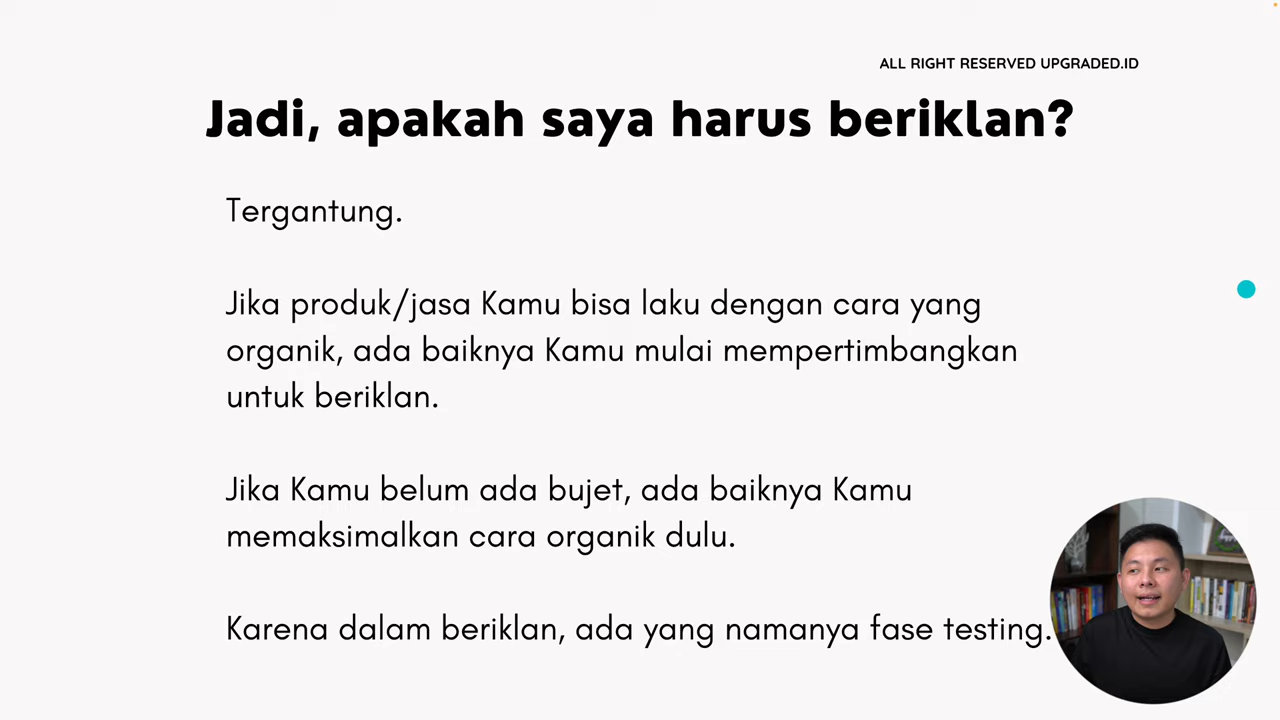 ALL RIGHT RESERVED UPGRADED.ID
Jadi, apakah saya harus beriklan?
Tergantung.
Jika produk/jasa Kamu bisa laku dengan cara yang
organik, ada baiknya Kamu mulai mempertimbangkan
untuk beriklan.
Jika Kamu belum ada bujet, ada baiknya Kamu
memaksimalkan cara organik dulu.
Karena dalam beriklan, ada yang namanya fase testing.